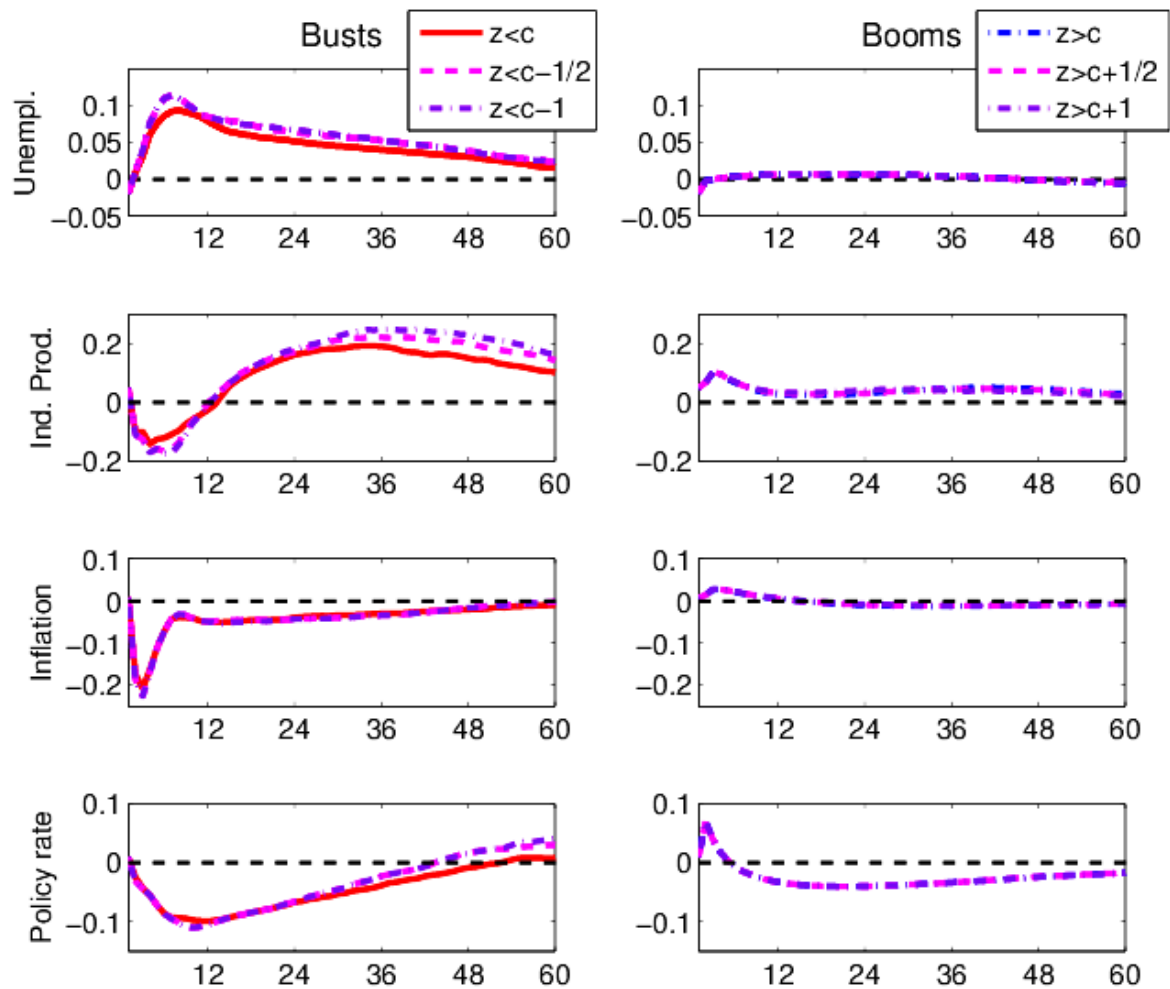 Busts
z<c
z<c−1/2
z<c−1
Booms
z>c
z>c+1/2
z>c+1
Unempl.
0.1
0.05
0
−0.05
12 24 36 48 60
0.1
0.05
0
−0.05
12 24 36 48 60
Ind. Prod.
0.2
0
−0.2
12 24 36 48 60
0.2
0
−0.2
12 24 36 48 60
Inflation
0.1
0
−0.1
−0.2
12 24 36 48 60
0.1
0
−0.1
−0.2
12 24 36 48 60
Policy rate
0.1
0
−0.1
12 24 36 48 60
0.1
0
−0.1
12 24 36 48 60